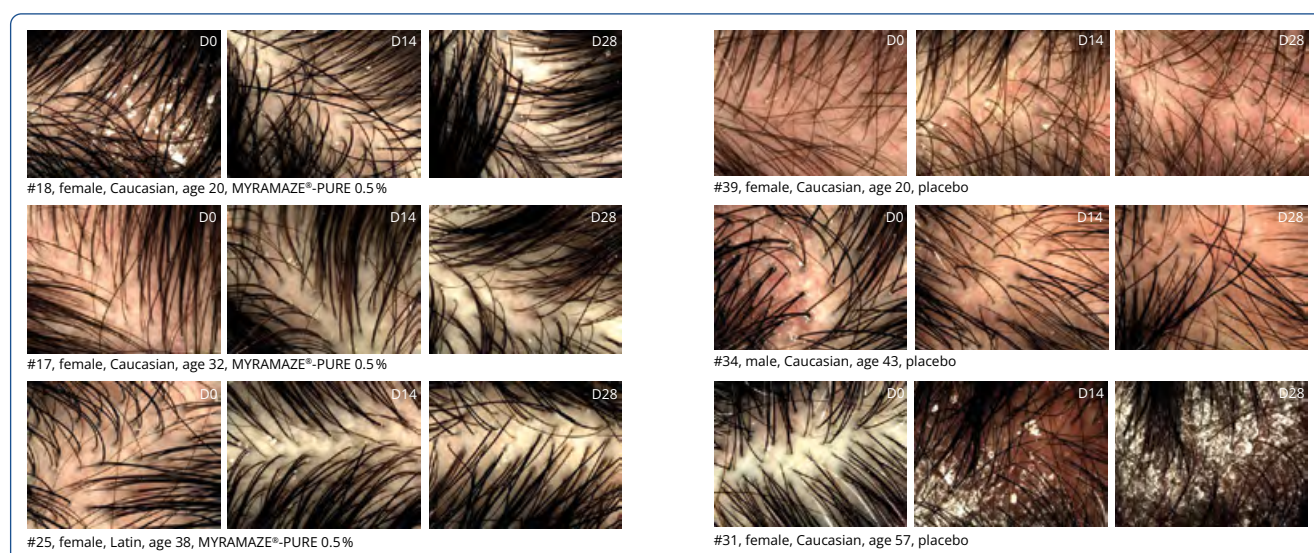 D0 D14 D28
#18, female, Caucasian, age 20, MYRAMAZE®-PURE 0.5%
D0 D14 D28
#17, female, Caucasian, age 32, MYRAMAZE®-PURE 0.5%
D0 D14 D28
#25, female, Latin, age 38, MYRAMAZE®-PURE 0.5%
D0 D14 D28
#39, female, Caucasian, age 20, placebo
D0 D14 D28
#34, male, Caucasian, age 43, placebo
D0 D14 D28
#31, female, Caucasian, age 57, placebo